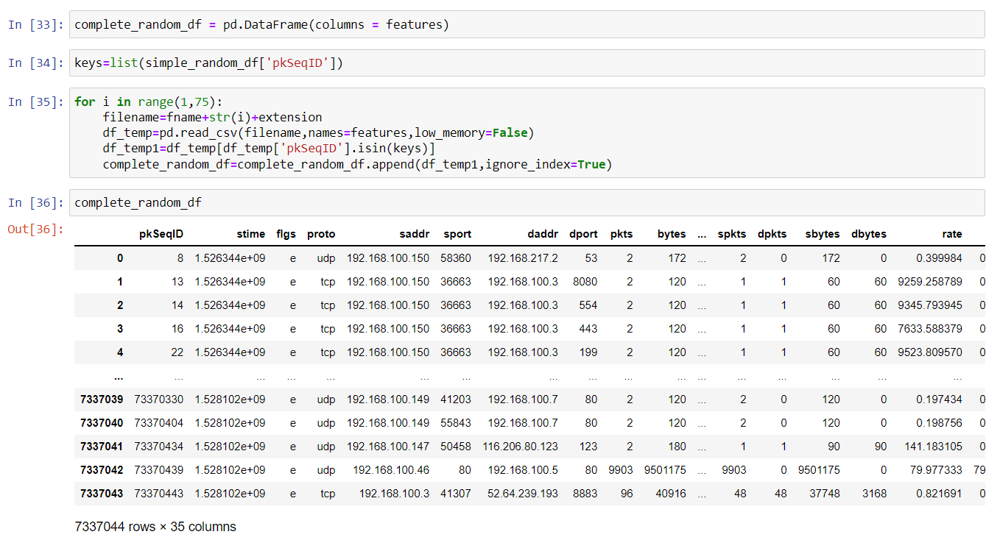 In [33]: complete_random_df = pd.DataFrame(columns = features)
In [34]: keys=list(simple_random_df['pkSeqID'])
In [35]: for i in range(1,75):
    filename=fname+str(i)+extension
    df_temp=pd.read_csv(filename,names=features,low_memory=False)
    df_temp1=df_temp[df_temp['pkSeqID'].isin(keys)]
    complete_random_df=complete_random_df.append(df_temp1,ignore_index=True)
In [36]: complete_random_df
Out[36]:
pkSeqID stime flgs proto saddr sport daddr dport pkts bytes ... spkts dpkts sbytes dbytes rate
0 8 1.526344e+09 e udp 192.168.100.150 58360 192.168.217.2 53 2 172 ... 2 0 172 0 0.399984 0
1 13 1.526344e+09 e tcp 192.168.100.150 36663 192.168.100.3 8080 2 120 ... 1 1 60 60 9259.258789 0
2 14 1.526344e+09 e tcp 192.168.100.150 36663 192.168.100.3 554 2 120 ... 1 1 60 60 9345.793945 0
3 16 1.526344e+09 e tcp 192.168.100.150 36663 192.168.100.3 443 2 120 ... 1 1 60 60 7633.588379 0
4 22 1.526344e+09 e tcp 192.168.100.150 36663 192.168.100.3 199 2 120 ... 1 1 60 60 9523.809570 0
... ... ... ... ... ... ... ... ... ... ... ... ... ... ... ... ...
7337039 73370330 1.528102e+09 e udp 192.168.100.149 41203 192.168.100.7 80 2 120 ... 2 0 120 0 0.197434 0
7337040 73370404 1.528102e+09 e udp 192.168.100.149 55843 192.168.100.7 80 2 120 ... 2 0 120 0 0.198756 0
7337041 73370434 1.528102e+09 e udp 192.168.100.147 50458 116.206.80.123 123 2 180 ... 1 1 90 90 141.183105 0
7337042 73370439 1.528102e+09 e udp 192.168.100.46 80 192.168.100.5 80 9903 9501175 ... 9903 0 9501175 0 79.977333 79
7337043 73370443 1.528102e+09 e tcp 192.168.100.3 41307 52.64.239.193 8883 96 40916 ... 48 48 37748 3168 0.821691 0
7337044 rows × 35 columns